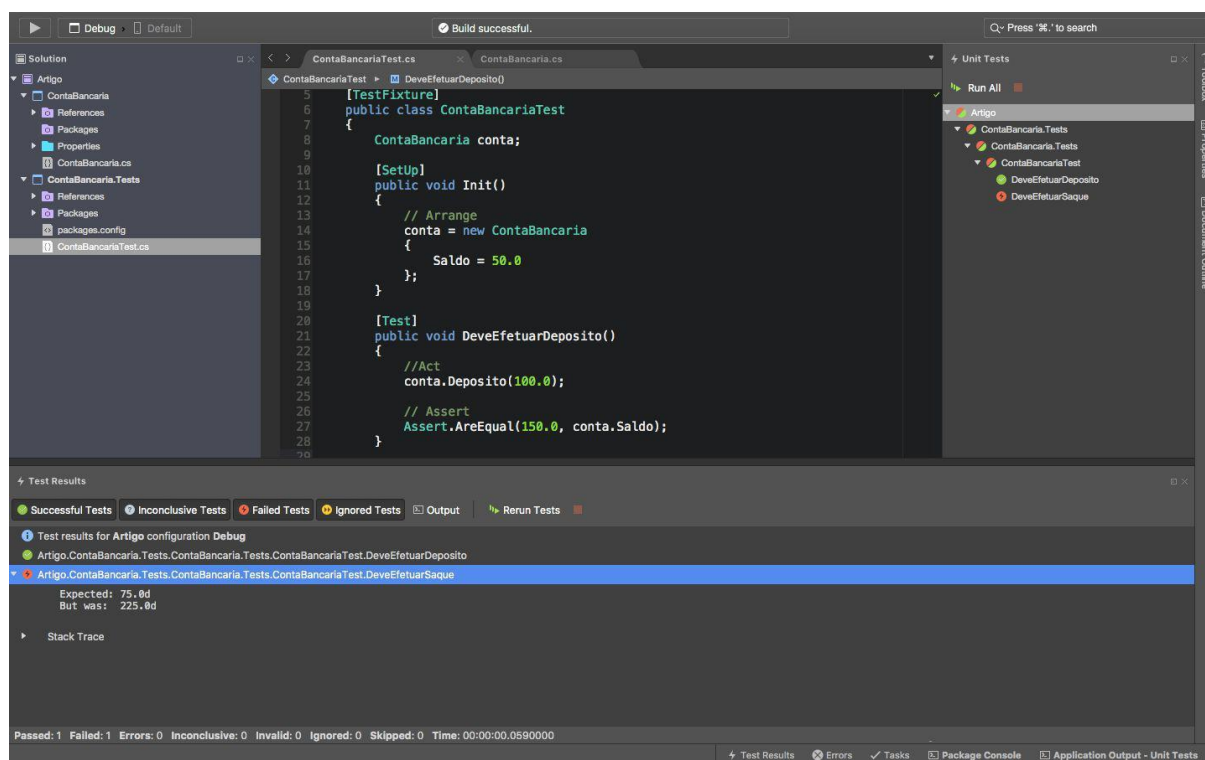 Debug › Default
Build successful.
Press '⌘.' to search
Solution
Artigo
ContaBancaria
References
Packages
Properties
ContaBancaria.cs
ContaBancaria.Tests
References
Packages
packages.config
ContaBancariaTest.cs
ContaBancariaTest.cs × ContaBancaria.cs
ContaBancariaTest ▸ M DeveEfetuarDeposito()
5 [TestFixture]
6 public class ContaBancariaTest
7 {
8 ContaBancaria conta;
9
10 [SetUp]
11 public void Init()
12 {
13 // Arrange
14 conta = new ContaBancaria
15 {
16 Saldo = 50.0
17 };
18 }
19
20 [Test]
21 public void DeveEfetuarDeposito()
22 {
23 //Act
24 conta.Deposito(100.0);
25
26 // Assert
27 Assert.AreEqual(150.0, conta.Saldo);
28 }
29
Unit Tests
Run All
Artigo
ContaBancaria.Tests
ContaBancaria.Tests
ContaBancariaTest
DeveEfetuarDeposito
DeveEfetuarSaque
Toolbox
Properties
Document Outline
Test Results
Successful Tests Inconclusive Tests Failed Tests Ignored Tests Output Rerun Tests
Test results for Artigo configuration Debug
Artigo.ContaBancaria.Tests.ContaBancaria.Tests.ContaBancariaTest.DeveEfetuarDeposito
Artigo.ContaBancaria.Tests.ContaBancaria.Tests.ContaBancariaTest.DeveEfetuarSaque
Expected: 75.0d
But was: 225.0d
Stack Trace
Passed: 1 Failed: 1 Errors: 0 Inconclusive: 0 Invalid: 0 Ignored: 0 Skipped: 0 Time: 00:00:00.0590000
Test Results Errors Tasks Package Console Application Output - Unit Tests